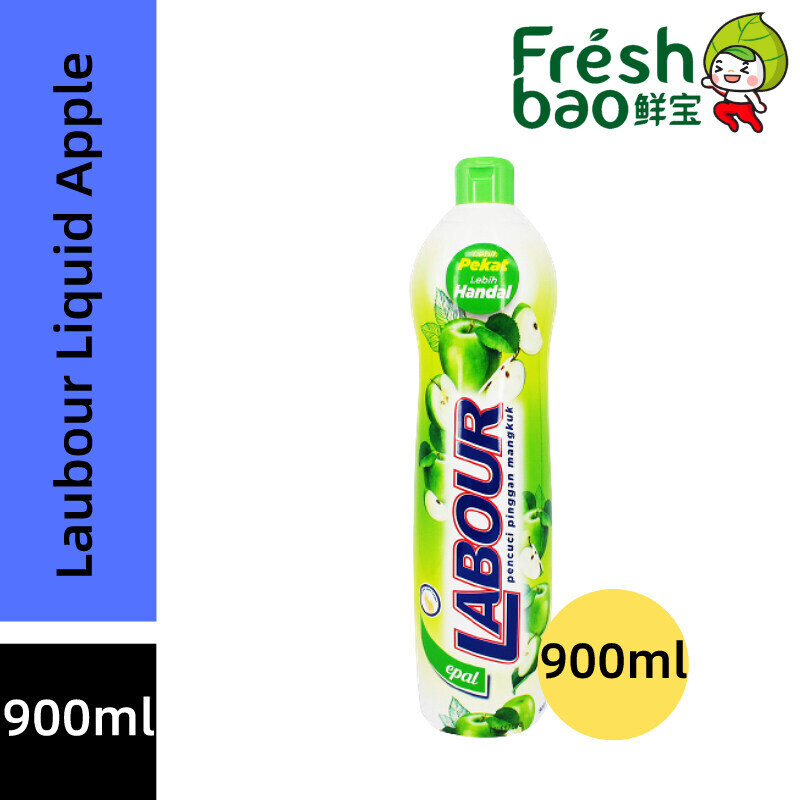 Laubour Liquid Apple
900ml
Frésh
bao鲜宝
Lebih
Pekat
Lebih
Handal
LABOUR
pencuci pinggan mangkuk
epal
900ml